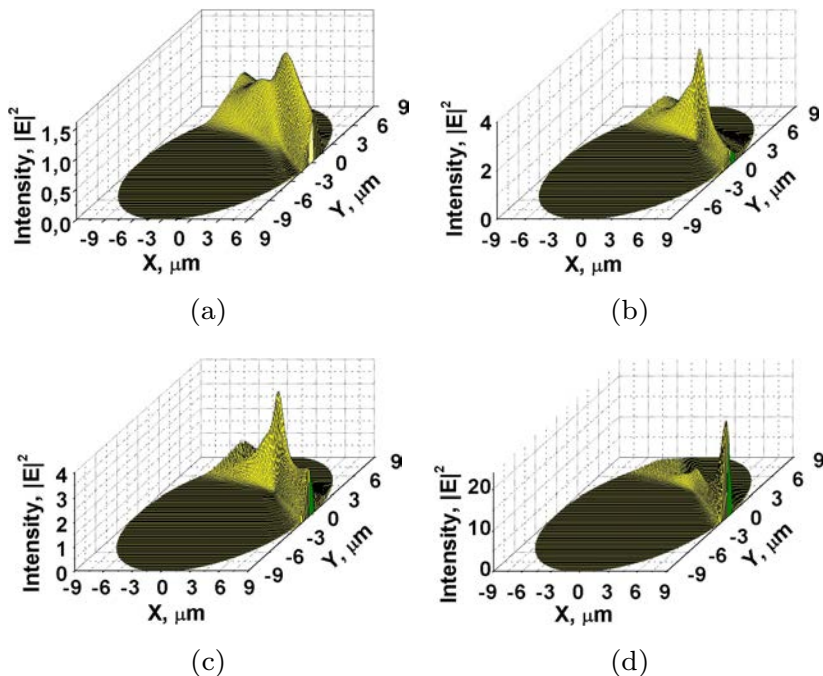 Intensity, |E|²
1,5
1,0
0,5
0,0
-9 -6 -3 0 3 6 9
X, μm
-9 -6 -3 0 3 6 9
Y, μm
(a)
Intensity, |E|²
4
2
0
-9 -6 -3 0 3 6 9
X, μm
-9 -6 -3 0 3 6 9
Y, μm
(b)
Intensity, |E|²
4
3
2
1
0
-9 -6 -3 0 3 6 9
X, μm
-9 -6 -3 0 3 6 9
Y, μm
(c)
Intensity, |E|²
20
10
0
-9 -6 -3 0 3 6 9
X, μm
-9 -6 -3 0 3 6 9
Y, μm
(d)